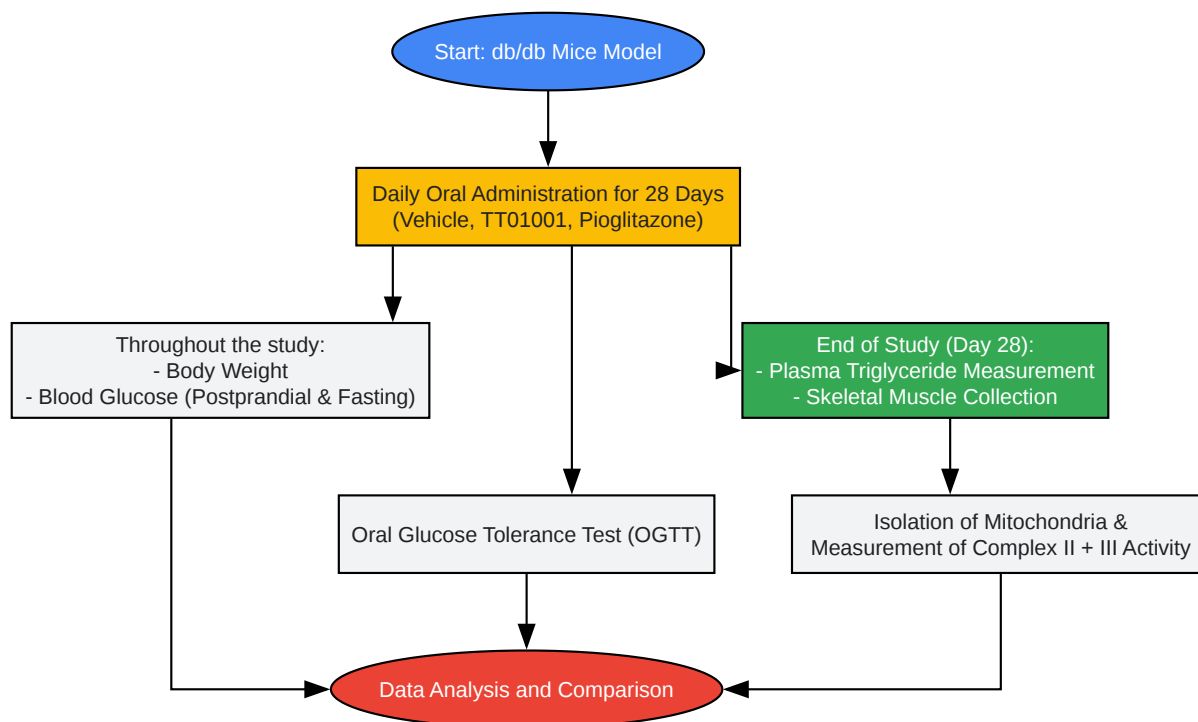 Start: db/db Mice Model
Daily Oral Administration for 28 Days
(Vehicle, TT01001, Pioglitazone)
Throughout the study:
- Body Weight
- Blood Glucose (Postprandial & Fasting)
End of Study (Day 28):
- Plasma Triglyceride Measurement
- Skeletal Muscle Collection
Oral Glucose Tolerance Test (OGTT)
Isolation of Mitochondria &
Measurement of Complex II + III Activity
Data Analysis and Comparison